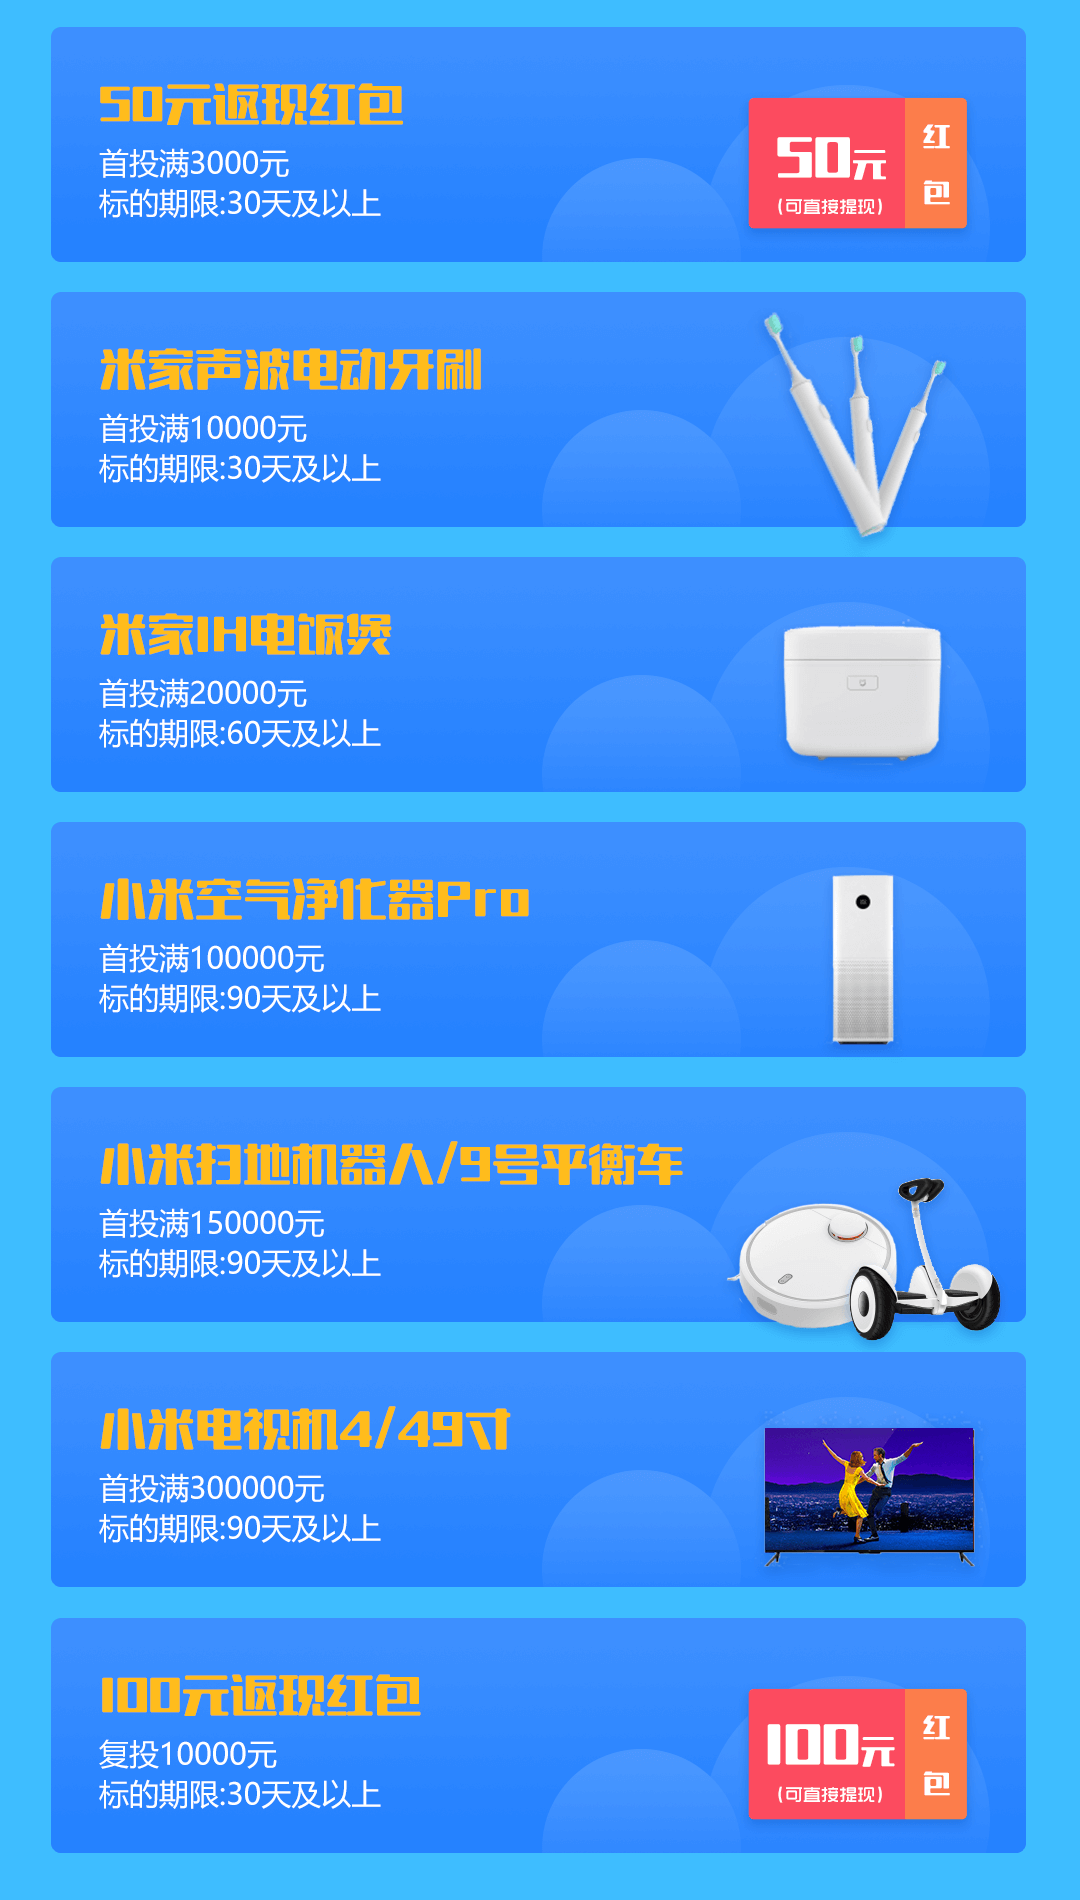 50元返现红包
首投满3000元
标的期限:30天及以上
50元
(可直接提现)
红
包
米家声波电动牙刷
首投满10000元
标的期限:30天及以上
米家IH电饭煲
首投满20000元
标的期限:60天及以上
小米空气净化器Pro
首投满100000元
标的期限:90天及以上
小米扫地机器人/9号平衡车
首投满150000元
标的期限:90天及以上
小米电视机4/49寸
首投满300000元
标的期限:90天及以上
100元返现红包
复投10000元
标的期限:30天及以上
100元
(可直接提现)
红
包